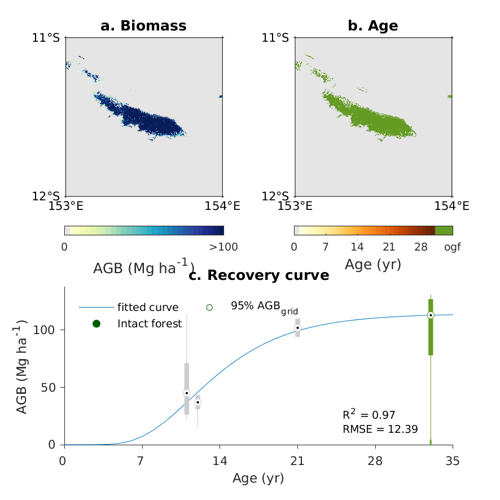 a. Biomass
b. Age
11°S
12°S
153°E
154°E
11°S
12°S
153°E
154°E
0
>100
AGB (Mg ha-1)
0
7
14
21
28
ogf
Age (yr)
c. Recovery curve
fitted curve
95% AGBgrid
Intact forest
AGB (Mg ha-1)
100
50
0
R2 = 0.97
RMSE = 12.39
0
7
14
21
28
35
Age (yr)